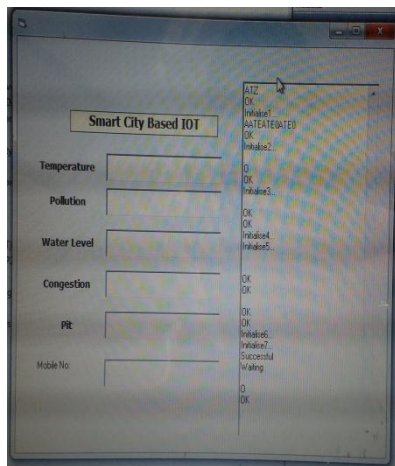 Smart City Based IOT
Temperature
Pollution
Water Level
Congestion
Pit
Mobile No:
ATZ
OK
Initialise1...
AATEATE0ATE0
OK
Initialise2...
0
OK
Initialise3...
OK
OK
Initialise4...
Initialise5...
OK
OK
OK
OK
Initialise6...
Initialise7...
Successful
Waiting
0
OK